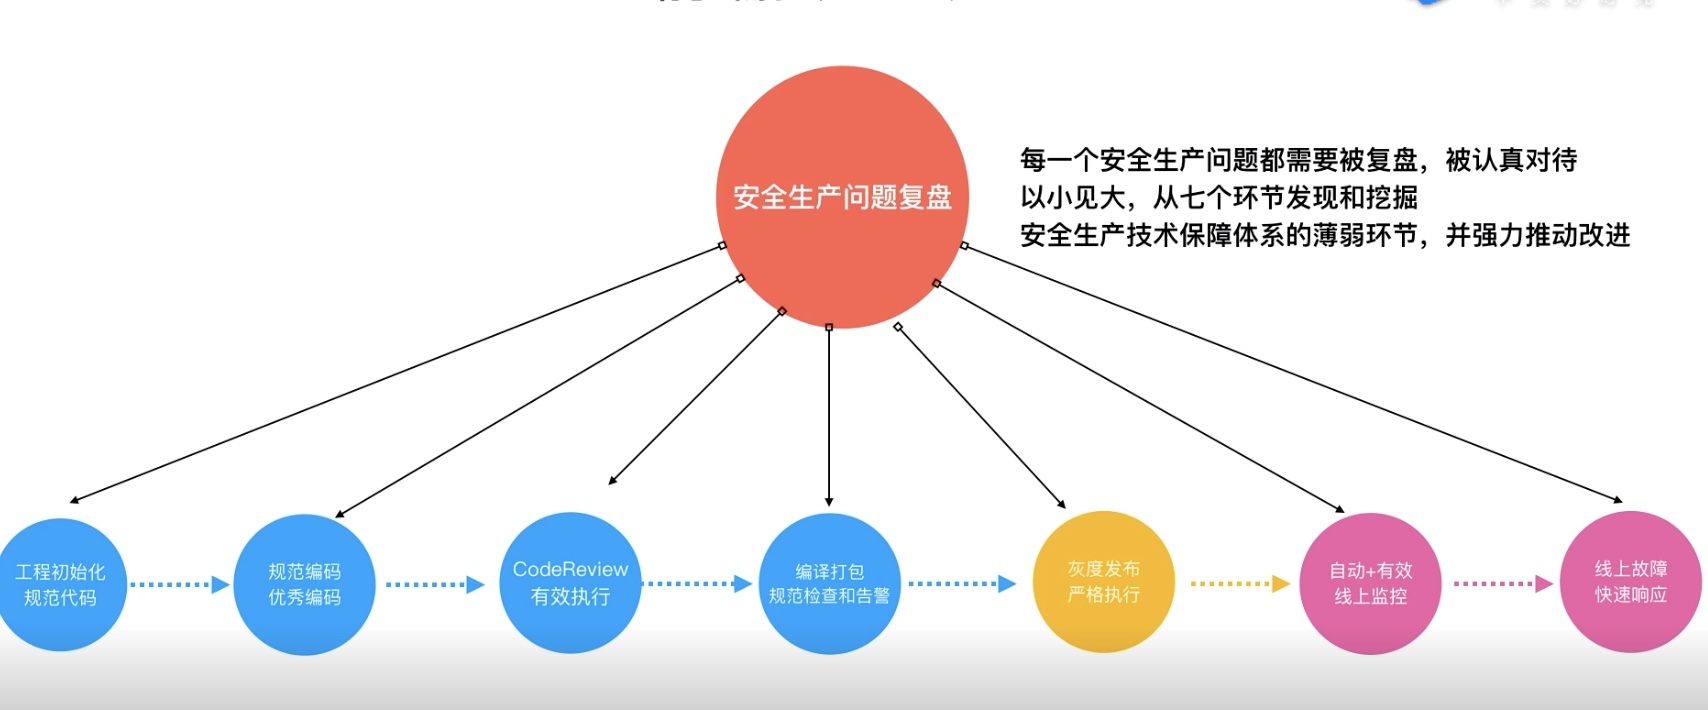 安全生产问题复盘
每一个安全生产问题都需要被复盘，被认真对待
以小见大，从七个环节发现和挖掘
安全生产技术保障体系的薄弱环节，并强力推动改进
工程初始化
规范代码
规范编码
优秀编码
CodeReview
有效执行
编译打包
规范检查和告警
灰度发布
严格执行
自动+有效
线上监控
线上故障
快速响应